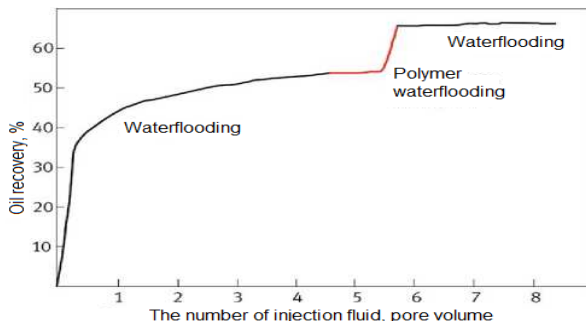 Oil recovery, %
60
50
40
30
20
10
Waterflooding
Waterflooding
Polymer
waterflooding
1 2 3 4 5 6 7 8
The number of injection fluid, pore volume